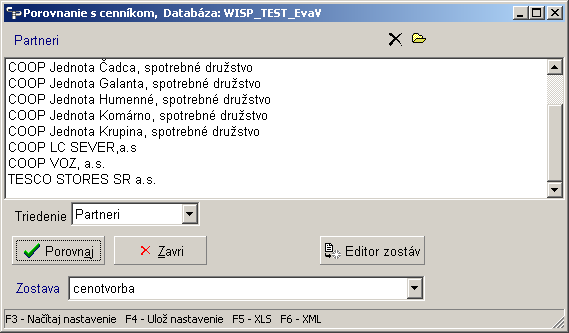 Porovnanie s cenníkom, Databáza: WISP_TEST_EvaV
Partneri
COOP Jednota Čadca, spotrebné družstvo
COOP Jednota Galanta, spotrebné družstvo
COOP Jednota Humenné, spotrebné družstvo
COOP Jednota Komárno, spotrebné družstvo
COOP Jednota Krupina, spotrebné družstvo
COOP LC SEVER,a.s
COOP VOZ, a.s.
TESCO STORES SR a.s.
Triedenie Partneri
Porovnaj Zavri Editor zostáv
Zostava cenotvorba
F3 - Načítaj nastavenie F4 - Ulož nastavenie F5 - XLS F6 - XML